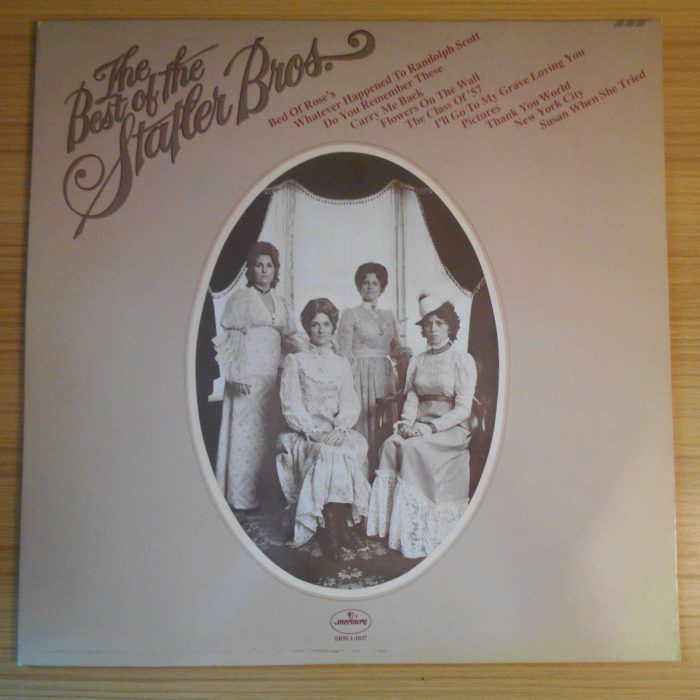 The
Best of the
Statler Bros.
Bed Of Rose's
Whatever Happened To Randolph Scott
Do You Remember These
Carry Me Back
Flowers On The Wall
The Class Of '57
I'll Go To My Grave Loving You
Pictures
Thank You World
New York City
Susan When She Tried
mercury
SRM-1-1037